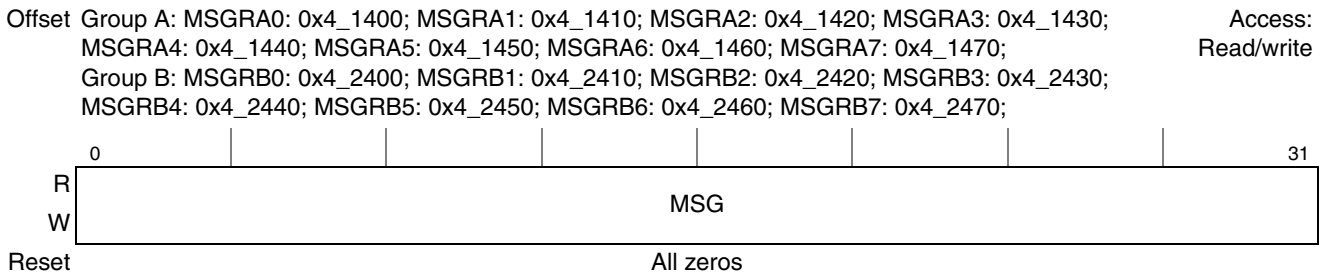 Offset Group A: MSGRA0: 0x4_1400; MSGRA1: 0x4_1410; MSGRA2: 0x4_1420; MSGRA3: 0x4_1430; Access:
MSGRA4: 0x4_1440; MSGRA5: 0x4_1450; MSGRA6: 0x4_1460; MSGRA7: 0x4_1470; Read/write
Group B: MSGRB0: 0x4_2400; MSGRB1: 0x4_2410; MSGRB2: 0x4_2420; MSGRB3: 0x4_2430;
MSGRB4: 0x4_2440; MSGRB5: 0x4_2450; MSGRB6: 0x4_2460; MSGRB7: 0x4_2470;
0 31
R
MSG
W
Reset All zeros